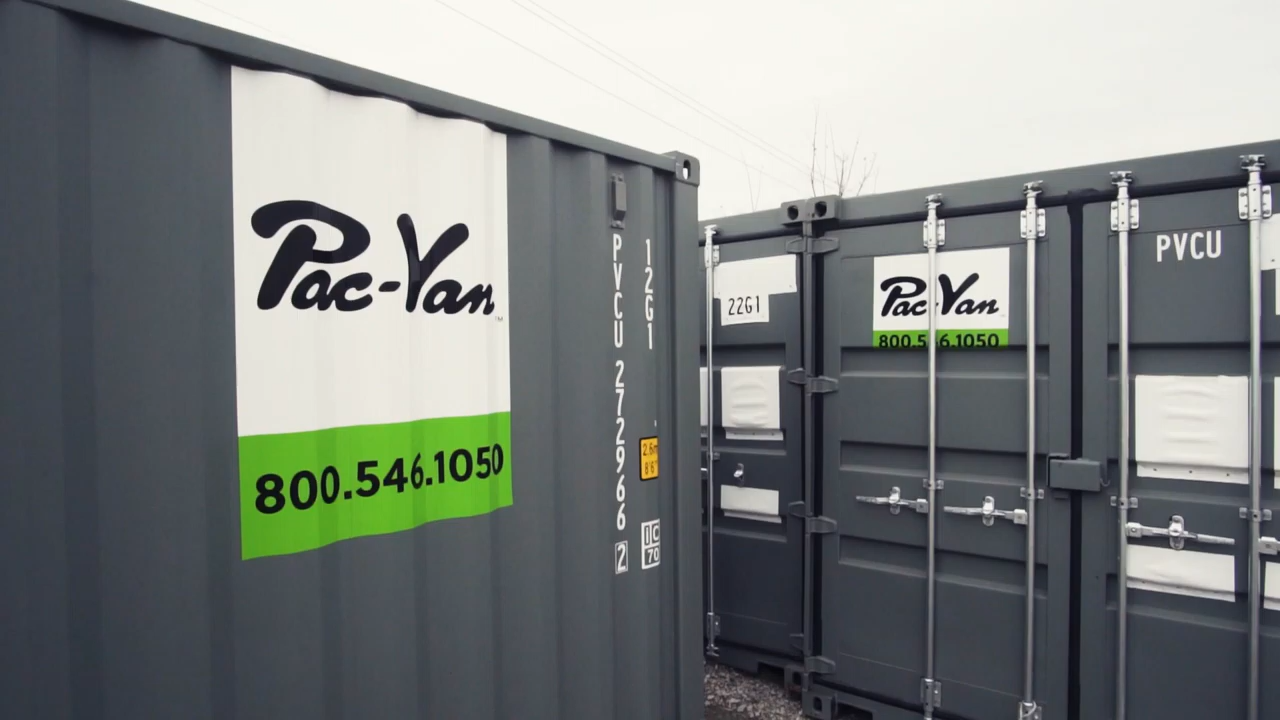 Pac-Van
TM
800.546.1050
PVCU 272966 2
12G1
2.6m
8'6"
IC
70
22G1
Pac-Van
800.546.1050
PVCU